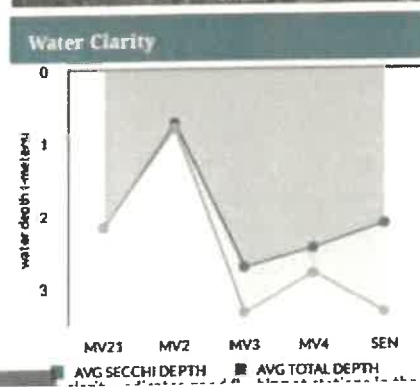 Water Clarity
0
1
2
3
water depth (-meters)
MV21 MV2 MV3 MV4 SEN
AVG SECCHI DEPTH AVG TOTAL DEPTH